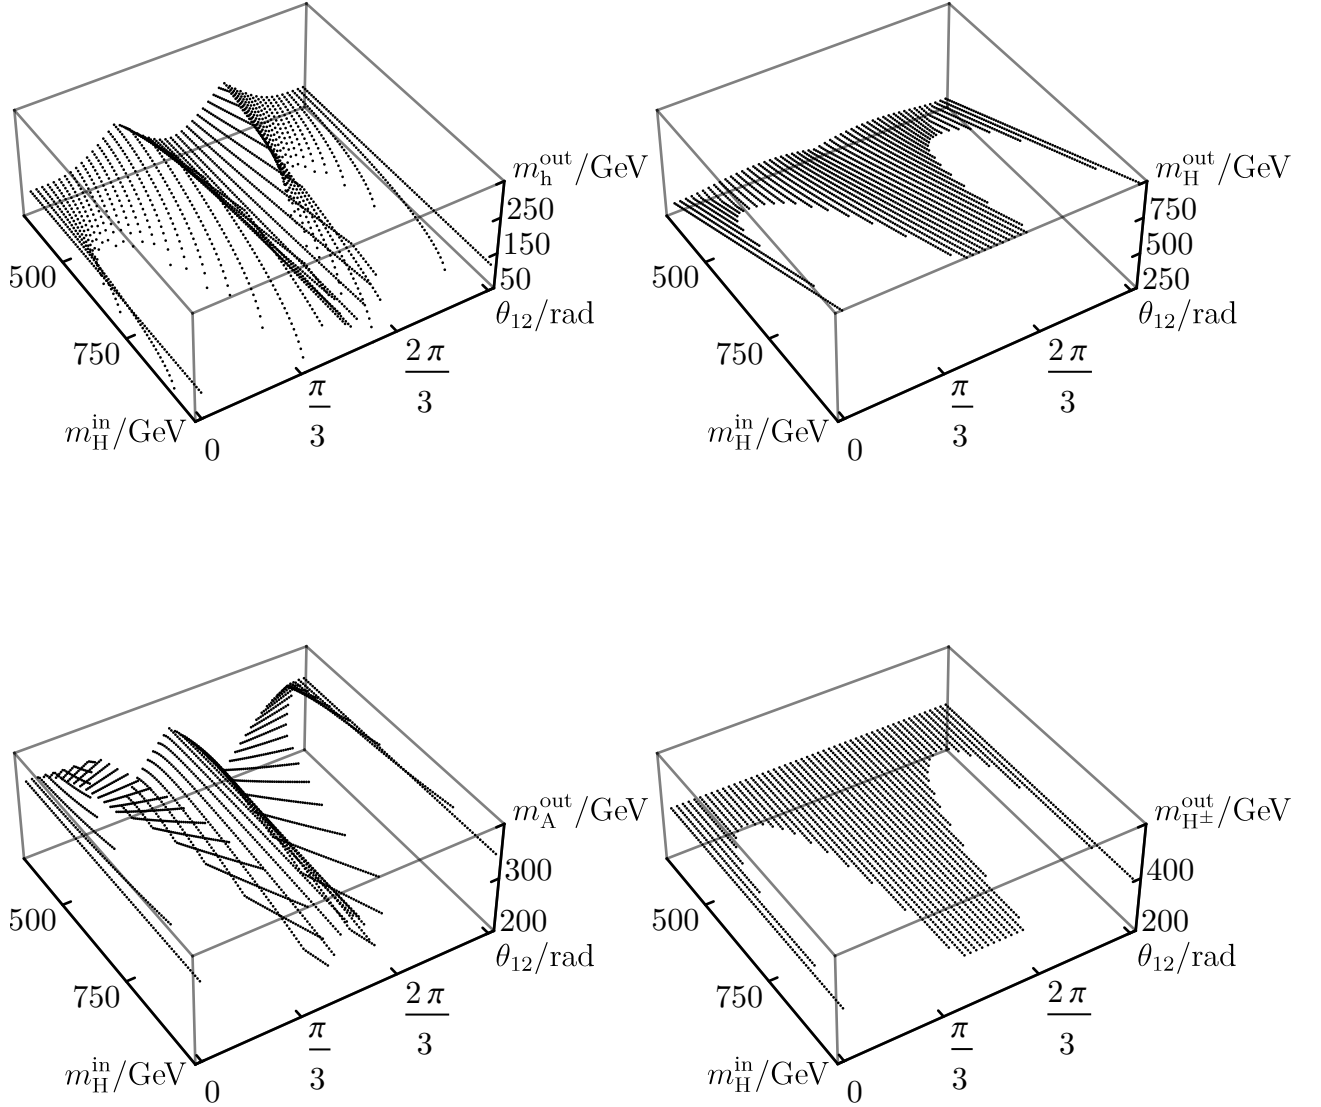 m_h^out/GeV
250
150
50
θ_12/rad
500
750
m_H^in/GeV
0
π/3
2π/3
m_H^out/GeV
750
500
250
θ_12/rad
500
750
m_H^in/GeV
0
π/3
2π/3
m_A^out/GeV
300
200
θ_12/rad
500
750
m_H^in/GeV
0
π/3
2π/3
m_H±^out/GeV
400
200
θ_12/rad
500
750
m_H^in/GeV
0
π/3
2π/3